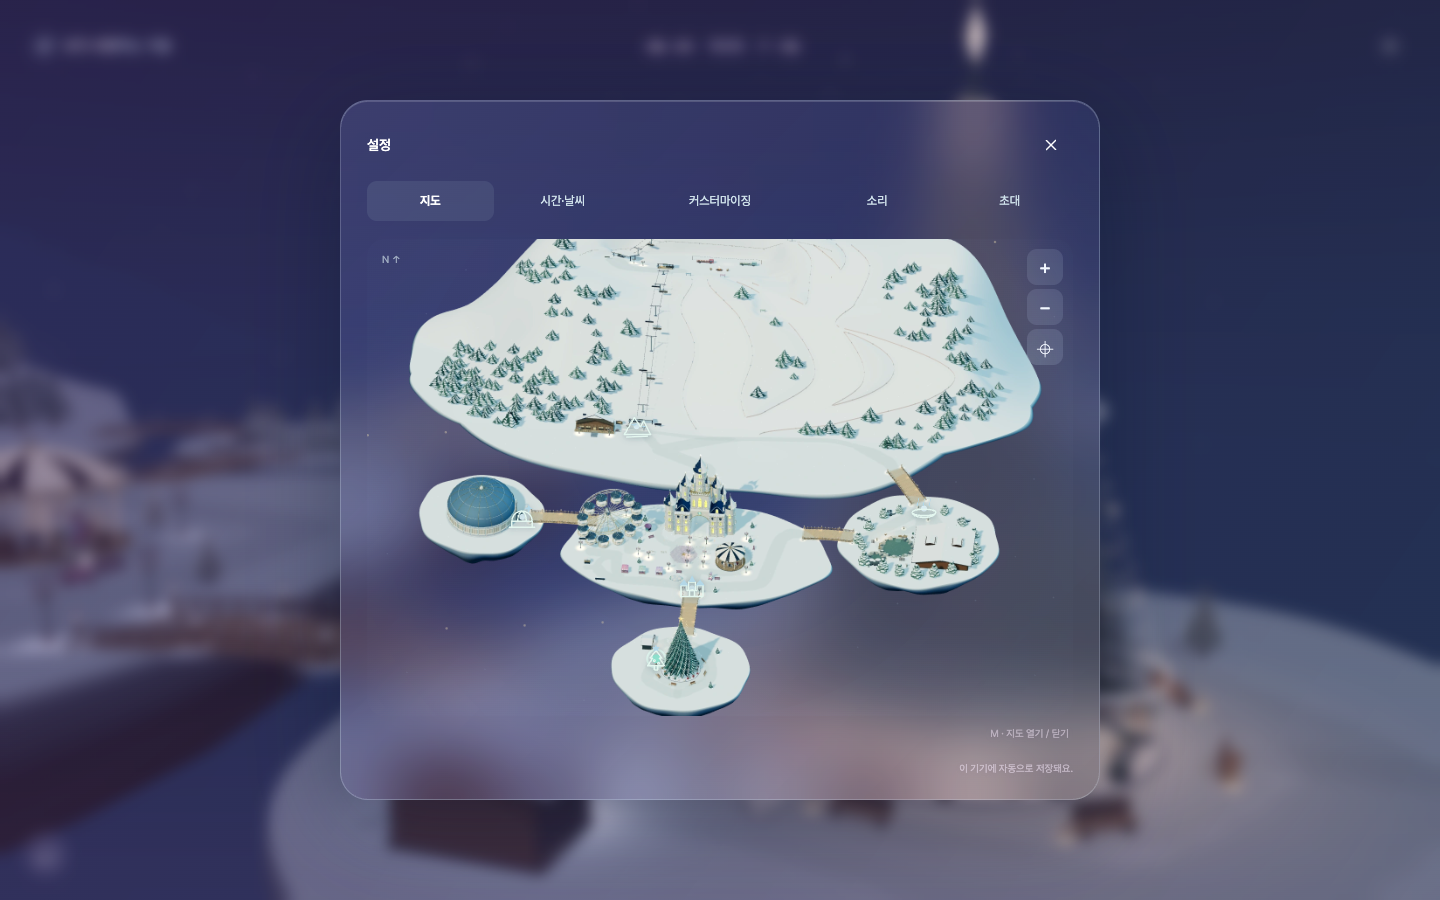 설정
지도
시간·날씨
커스터마이징
소리
초대
N ↑
+
−
M · 지도 열기 / 닫기
이 기기에 자동으로 저장돼요.